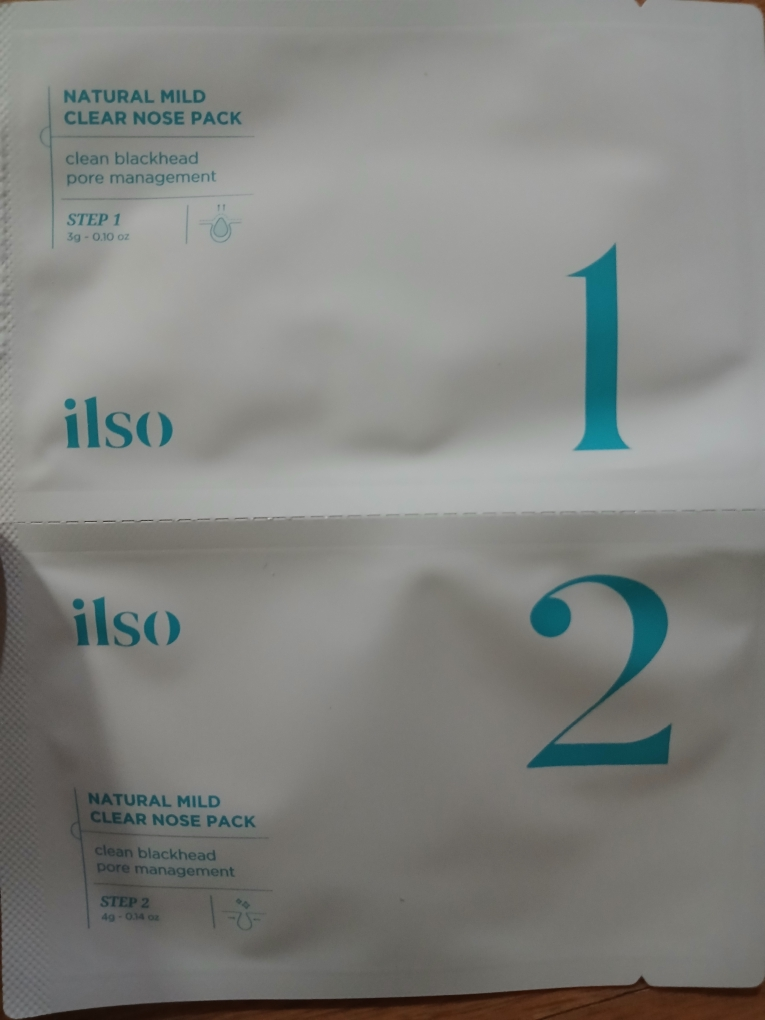 NATURAL MILD
CLEAR NOSE PACK
clean blackhead
pore management
STEP 1
3g - 0.10 oz
1
ilso
ilso
2
NATURAL MILD
CLEAR NOSE PACK
clean blackhead
pore management
STEP 2
4g - 0.14 oz